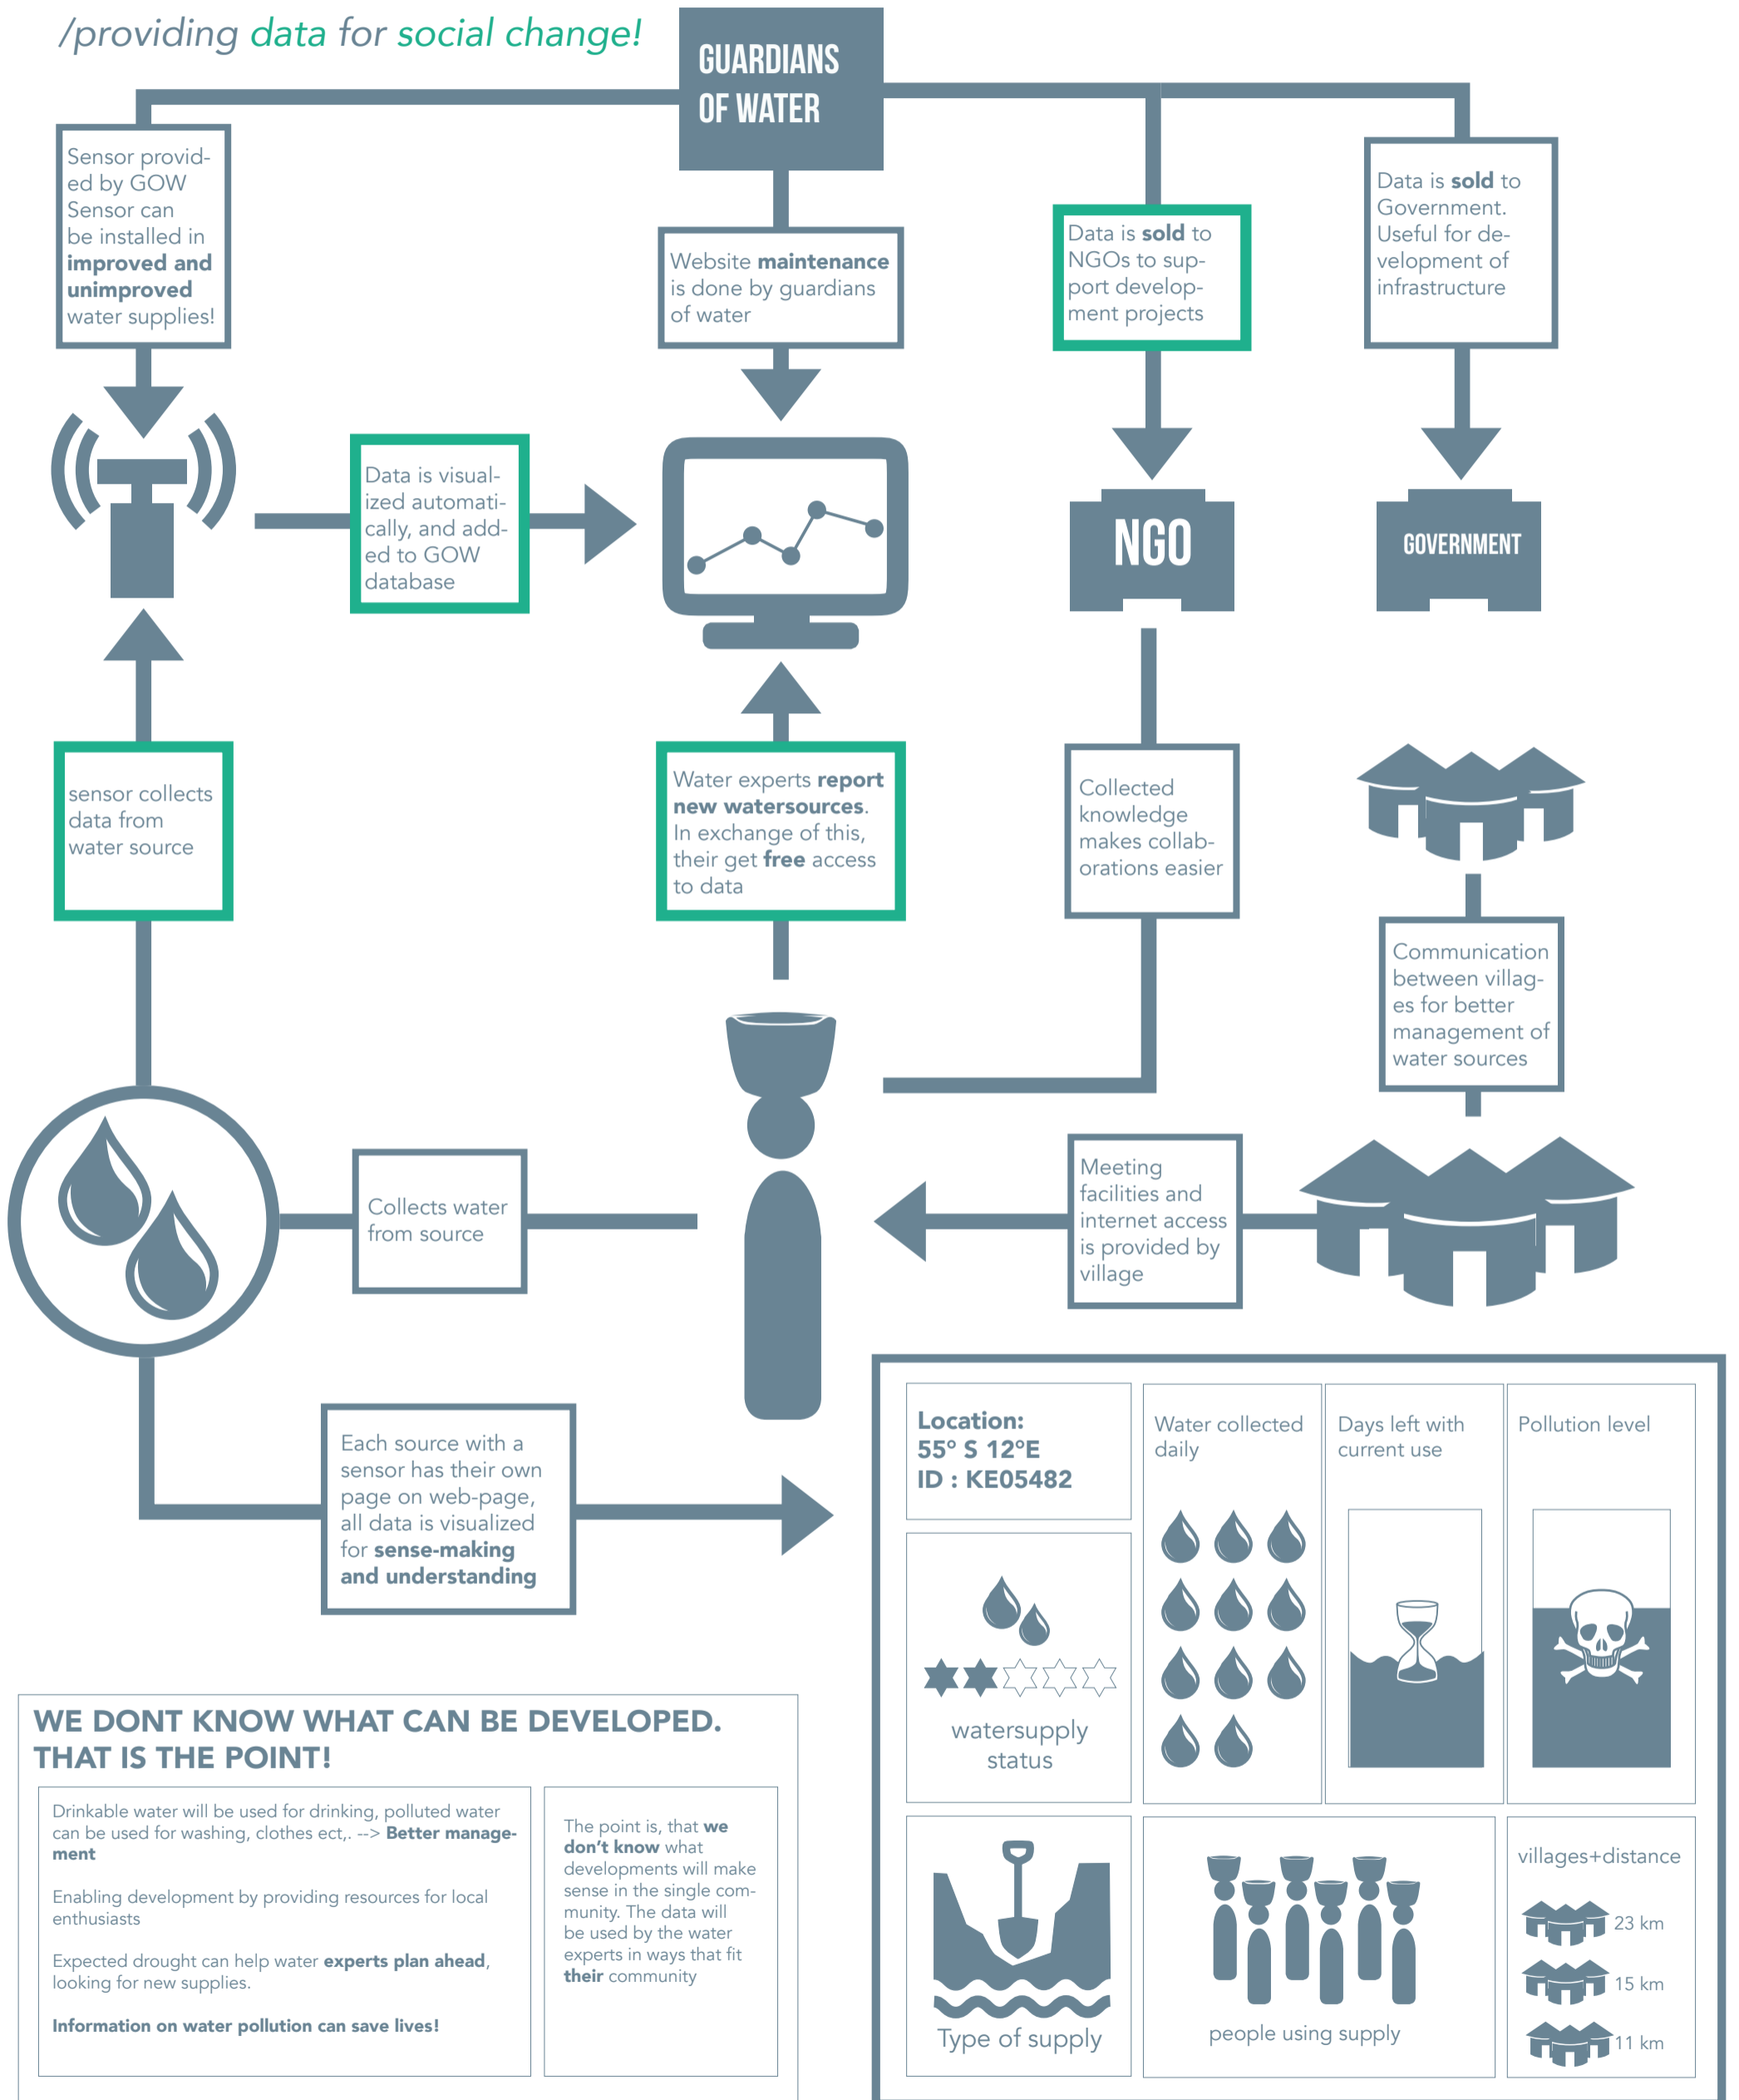 /providing data for social change!
GUARDIANS
OF WATER
Sensor provid-
ed by GOW
Sensor can
be installed in
improved and
unimproved
water supplies!
Website maintenance
is done by guardians
of water
Data is sold to
NGOs to sup-
port develop-
ment projects
Data is sold to
Government.
Useful for de-
velopment of
infrastructure
Data is visual-
ized automati-
cally, and add-
ed to GOW
database
NGO
GOVERNMENT
sensor collects
data from
water source
Water experts report
new watersources.
In exchange of this,
their get free access
to data
Collected
knowledge
makes collab-
orations easier
Communication
between villag-
es for better
management of
water sources
Collects water
from source
Meeting
facilities and
internet access
is provided by
village
Each source with a
sensor has their own
page on web-page,
all data is visualized
for sense-making
and understanding
Location:
55° S 12°E
ID : KE05482
Water collected
daily
Days left with
current use
Pollution level
watersupply
status
Type of supply
people using supply
villages+distance
23 km
15 km
11 km
WE DONT KNOW WHAT CAN BE DEVELOPED.
THAT IS THE POINT!
Drinkable water will be used for drinking, polluted water
can be used for washing, clothes ect,. --> Better manage-
ment
Enabling development by providing resources for local
enthusiasts
Expected drought can help water experts plan ahead,
looking for new supplies.
Information on water pollution can save lives!
The point is, that we
don't know what
developments will make
sense in the single com-
munity. The data will
be used by the water
experts in ways that fit
their community